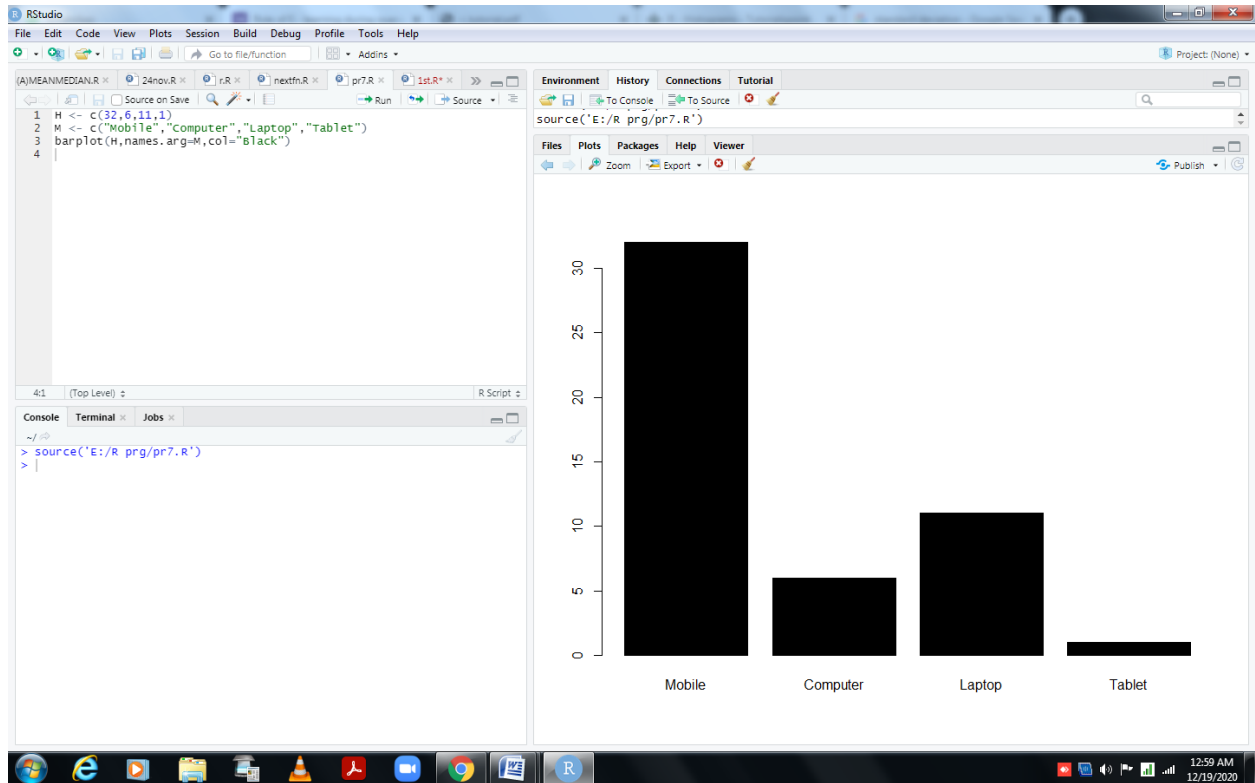 RStudio
File Edit Code View Plots Session Build Debug Profile Tools Help
Go to file/function Addins Project: (None)
(A)MEANMEDIAN.R 24nov.R r.R nextfn.R pr7.R 1st.R*
Source on Save Run Source
1 H <- c(32,6,11,1)
2 M <- c("Mobile","Computer","Laptop","Tablet")
3 barplot(H,names.arg=M,col="Black")
4
4:1 (Top Level) R Script
Console Terminal Jobs
~/
> source('E:/R prg/pr7.R')
>
Environment History Connections Tutorial
To Console To Source
source('E:/R prg/pr7.R')
Files Plots Packages Help Viewer
Zoom Export Publish
30
25
20
15
10
5
0
Mobile Computer Laptop Tablet
12:59 AM
12/19/2020